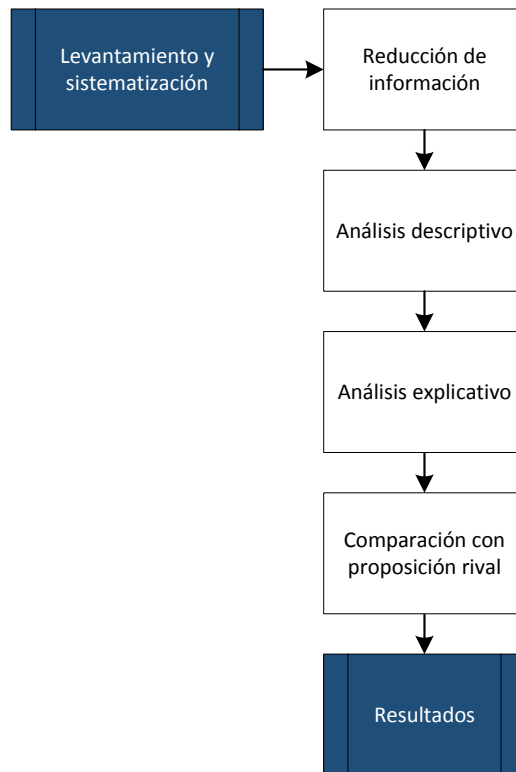 Levantamiento y
sistematización
Reducción de
información
Análisis descriptivo
Análisis explicativo
Comparación con
proposición rival
Resultados